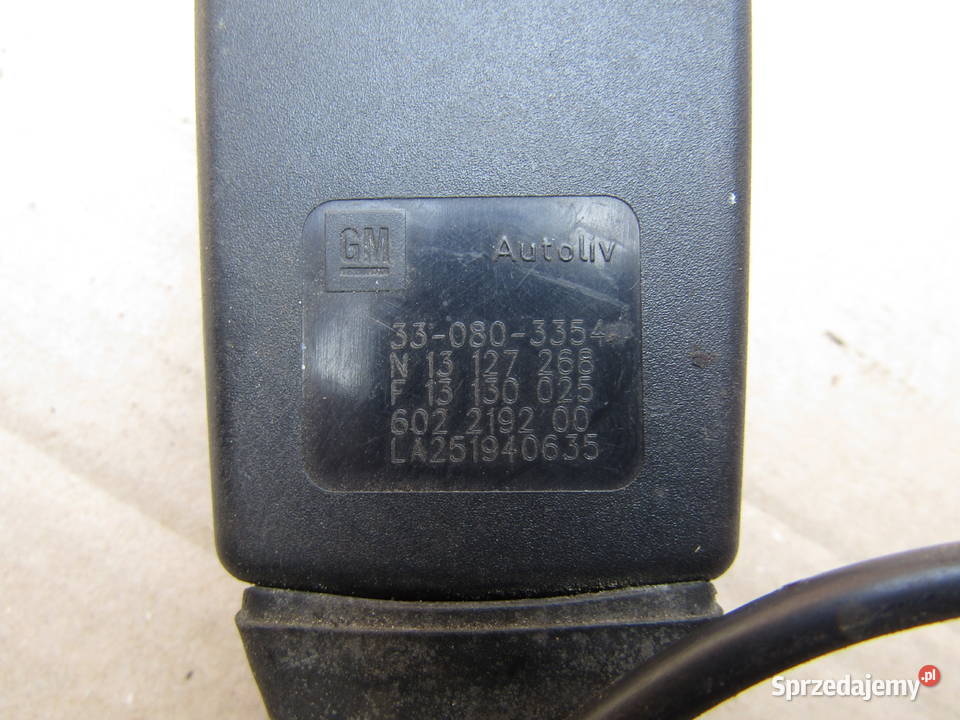 GM Autoliv
33-080-3354
N 13 127 268
F 13 130 025
602 2192 00
LA251940635
Sprzedajemy.pl